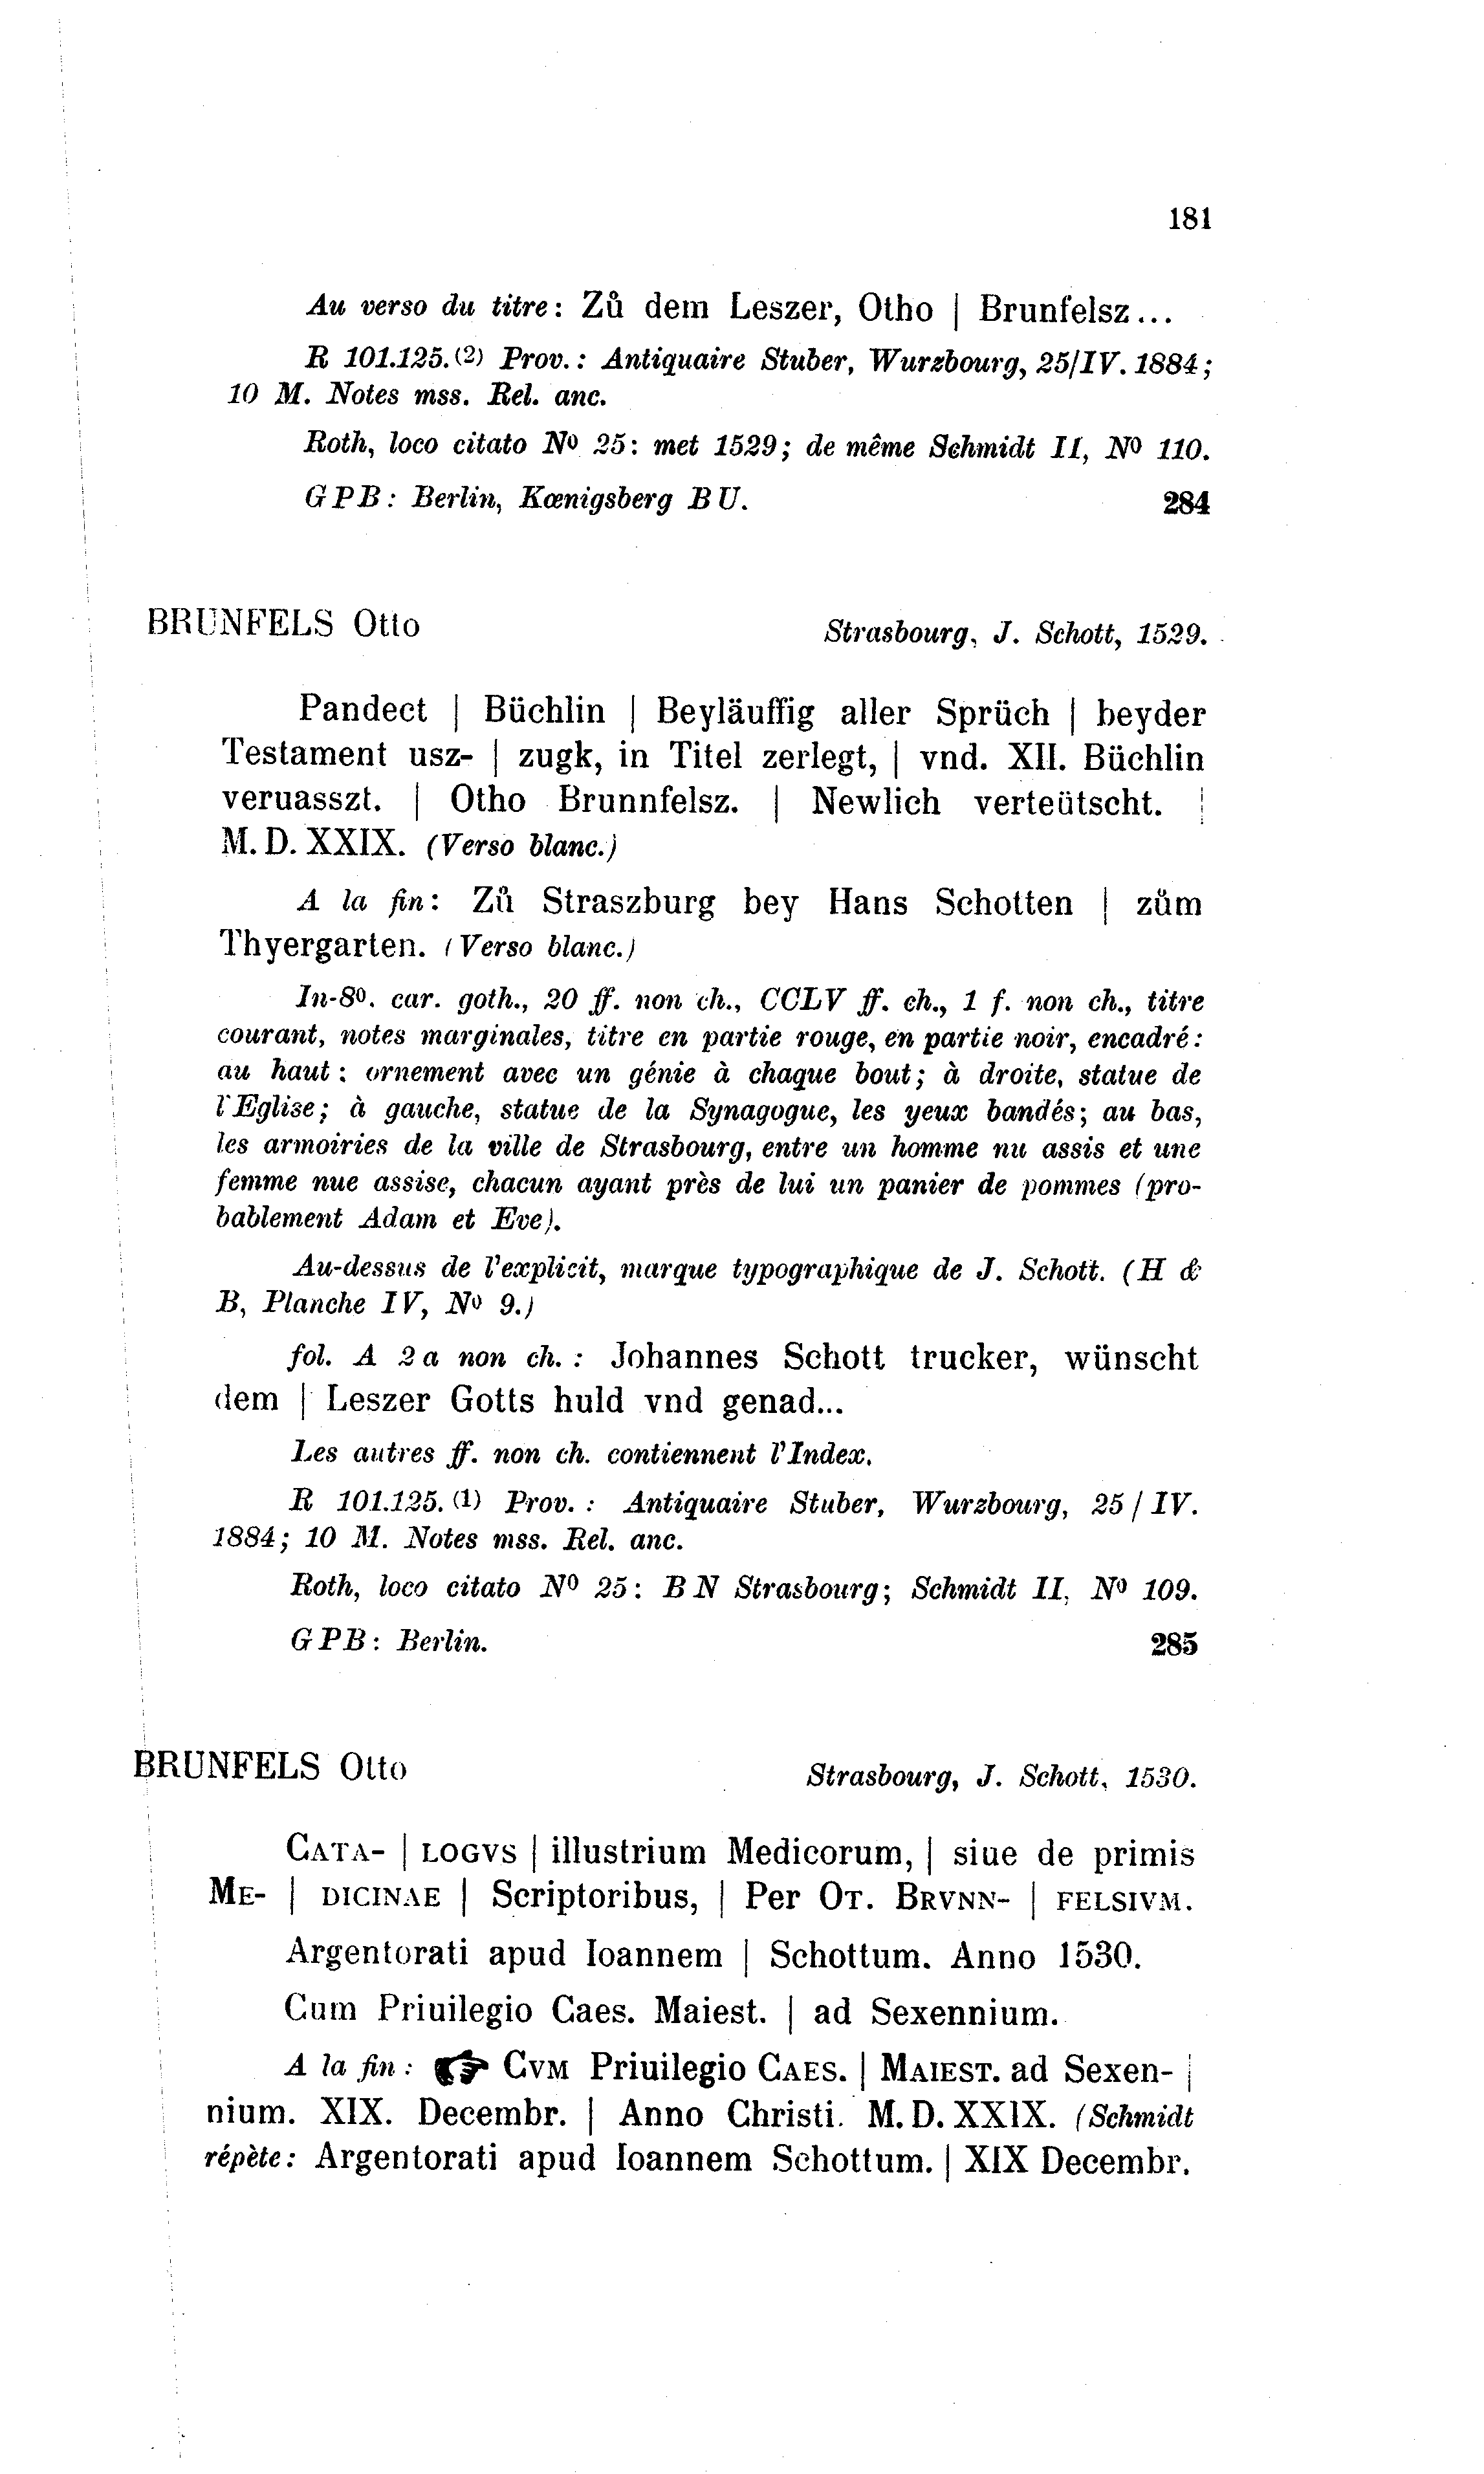 181
Au verso du titre: Zů dem Leszer, Otho | Brunfelsz...
R 101.125.(2) Prov.: Antiquaire Stuber, Wurzbourg, 25/IV. 1884;
10 M. Notes mss. Rel. anc.
Roth, loco citato Nº 25: met 1529; de même Schmidt II, Nº 110.
GPB: Berlin, Kœnigsberg BU. 284
BRUNFELS Otto Strasbourg, J. Schott, 1529.
Pandect | Büchlin | Beyläuffig aller Sprüch | beyder
Testament usz- | zugk, in Titel zerlegt, | vnd. XII. Büchlin
veruasszt. | Otho Brunnfelsz. | Newlich verteütscht. |
M. D. XXIX. (Verso blanc.)
A la fin: Zů Straszburg bey Hans Schotten | zům
Thyergarten. (Verso blanc.)
In-8º. car. goth., 20 ff. non ch., CCLV ff. ch., 1 f. non ch., titre
courant, notes marginales, titre en partie rouge, en partie noir, encadré:
au haut: ornement avec un génie à chaque bout; à droite, statue de
l'Eglise; à gauche, statue de la Synagogue, les yeux bandés; au bas,
les armoiries de la ville de Strasbourg, entre un homme nu assis et une
femme nue assise, chacun ayant près de lui un panier de pommes (pro-
bablement Adam et Eve).
Au-dessus de l'explicit, marque typographique de J. Schott. (H &
B, Planche IV, Nº 9.)
fol. A 2 a non ch. : Johannes Schott trucker, wünscht
dem | Leszer Gotts huld vnd genad...
Les autres ff. non ch. contiennent l'Index.
R 101.125. (1) Prov. : Antiquaire Stuber, Wurzbourg, 25 / IV.
1884; 10 M. Notes mss. Rel. anc.
Roth, loco citato Nº 25: BN Strasbourg; Schmidt II, Nº 109.
GPB: Berlin. 285
BRUNFELS Otto Strasbourg, J. Schott, 1530.
CATA- | LOGVS | illustrium Medicorum, | siue de primis
ME- | DICINAE | Scriptoribus, | Per OT. BRVNN- | FELSIVM.
Argentorati apud Ioannem | Schottum. Anno 1530.
Cum Priuilegio Caes. Maiest. | ad Sexennium.
A la fin: ☞ CVM Priuilegio CAES. | MAIEST. ad Sexen- |
nium. XIX. Decembr. | Anno Christi. M. D. XXIX. (Schmidt
répète: Argentorati apud Ioannem Schottum. | XIX Decembr.